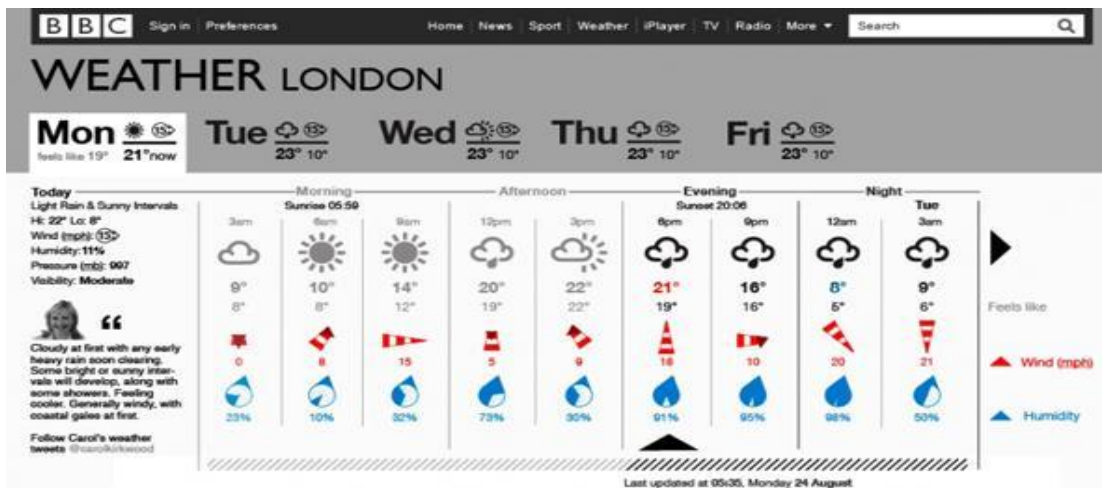 BBC Sign in Preferences Home News Sport Weather iPlayer TV Radio More Search
WEATHER LONDON
Mon Tue Wed Thu Fri
feels like 19° 21°now 23° 10° 23° 10° 23° 10° 23° 10°
Today Morning Afternoon Evening Night
Light Rain & Sunny Intervals Sunrise 05:59 Sunset 20:06 Tue
Hi: 22° Lo: 8° 3am 6am 9am 12pm 3pm 6pm 9pm 12am 3am
Wind (mph):
Humidity: 11%
Pressure (mb): 997
Visibility: Moderate
9° 10° 14° 20° 22° 21° 16° 8° 9°
8° 8° 12° 19° 22° 19° 16° 5° 6° Feels like
Cloudy at first with any early
heavy rain soon clearing.
Some bright or sunny inter-
vals will develop, along with
some showers. Feeling
cooler. Generally windy, with
coastal gales at first.
0 8 15 5 9 18 10 20 21 Wind (mph)
23% 10% 32% 73% 30% 91% 95% 98% 50% Humidity
Follow Carol's weather
tweets @carolkirkwood
Last updated at 05:35, Monday 24 August